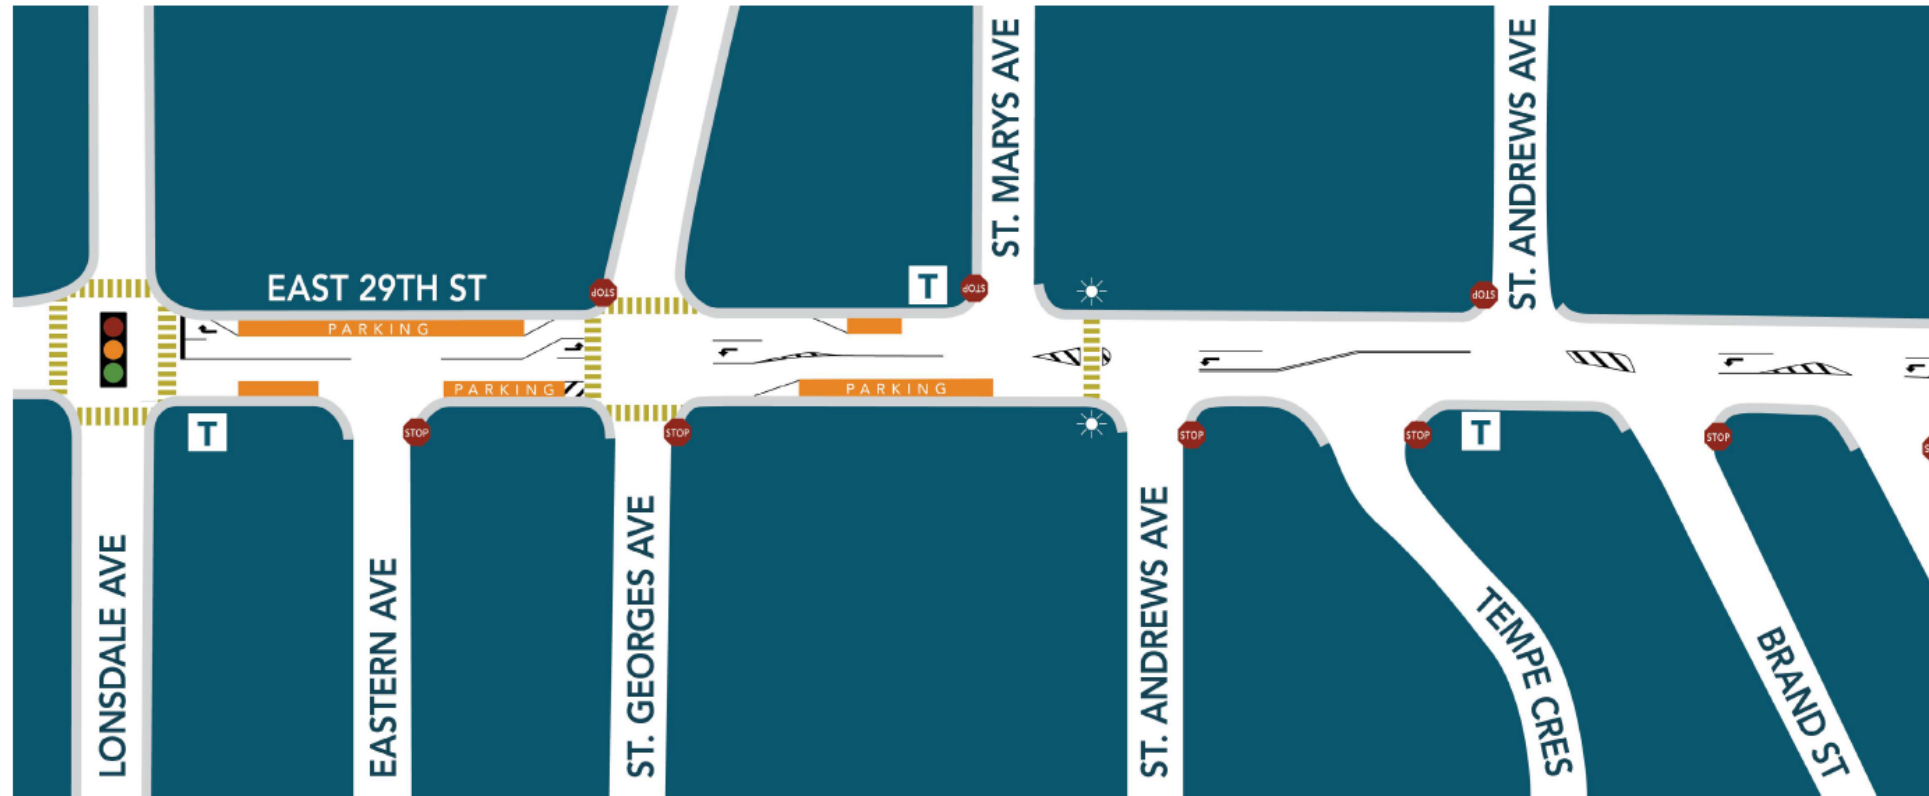 ST. MARYS AVE
ST. ANDREWS AVE
EAST 29TH ST
STOP
T
STOP
STOP
PARKING
PARKING
PARKING
T
STOP
STOP
STOP
STOP
T
STOP
LONSDALE AVE
EASTERN AVE
ST. GEORGES AVE
ST. ANDREWS AVE
TEMPE CRES
BRAND ST